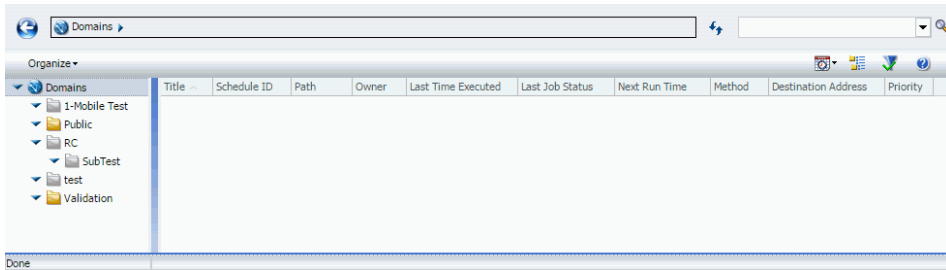 Domains
Organize
Title Schedule ID Path Owner Last Time Executed Last Job Status Next Run Time Method Destination Address Priority
Domains
1-Mobile Test
Public
RC
SubTest
test
Validation
Done